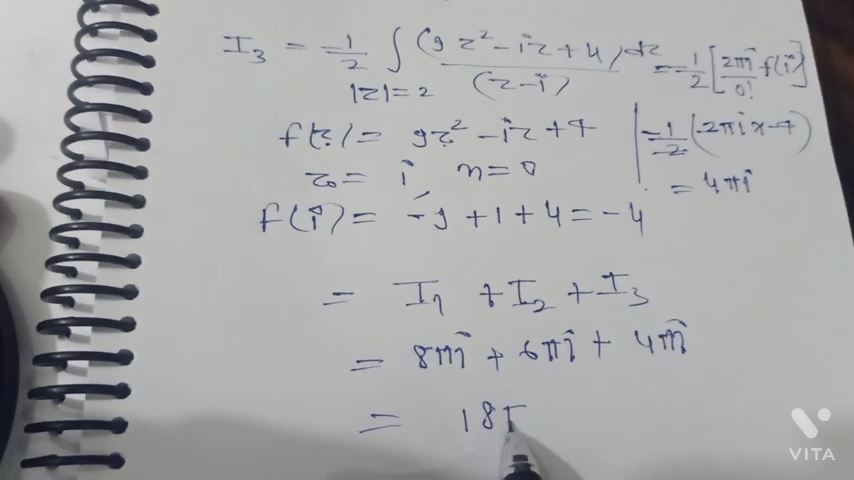 I₃ = -1/2 ∫ (9z² - iz + 4) dz / (z - i) = -1/2 [2πi/0! f(i)]
|z|=2
f(z) = 9z² - iz + 4 = -1/2 (2πi x -4)
z₀ = i n = 0 = 4πi
f(i) = -9 + 1 + 4 = -4
= I₁ + I₂ + I₃
= 8πi + 6πi + 4πi
= 18
VITA